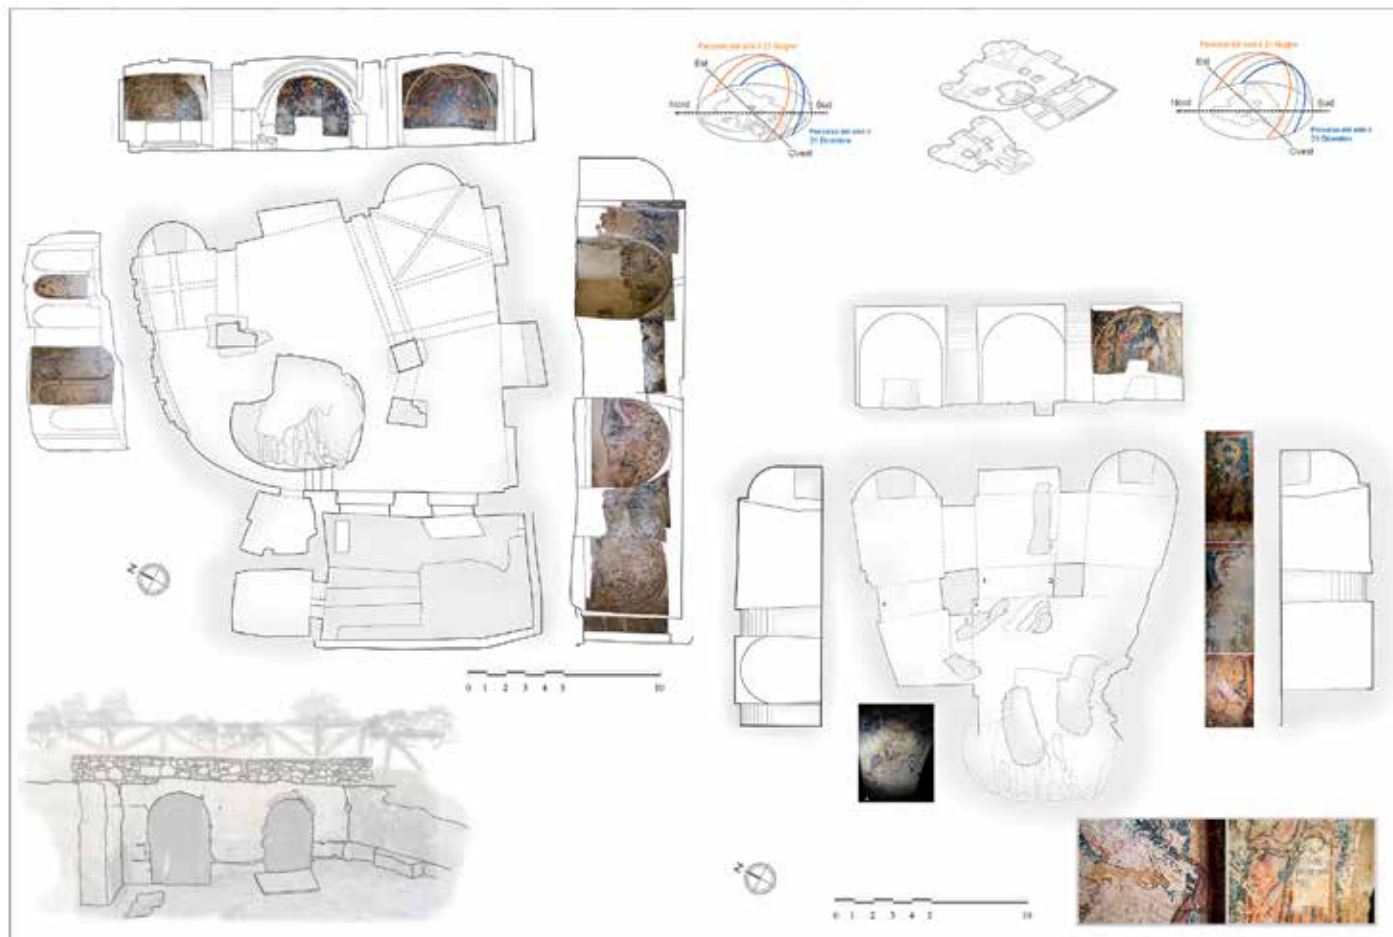 Percorso del sole il 21 Giugno
Est
Nord
Sud
Percorso del sole il
21 Dicembre
Ovest
Percorso del sole il 21 Giugno
Est
Nord
Sud
Percorso del sole il
21 Dicembre
Ovest
N
0 1 2 3 4 5 10
1
2
N
0 1 2 3 4 5 10